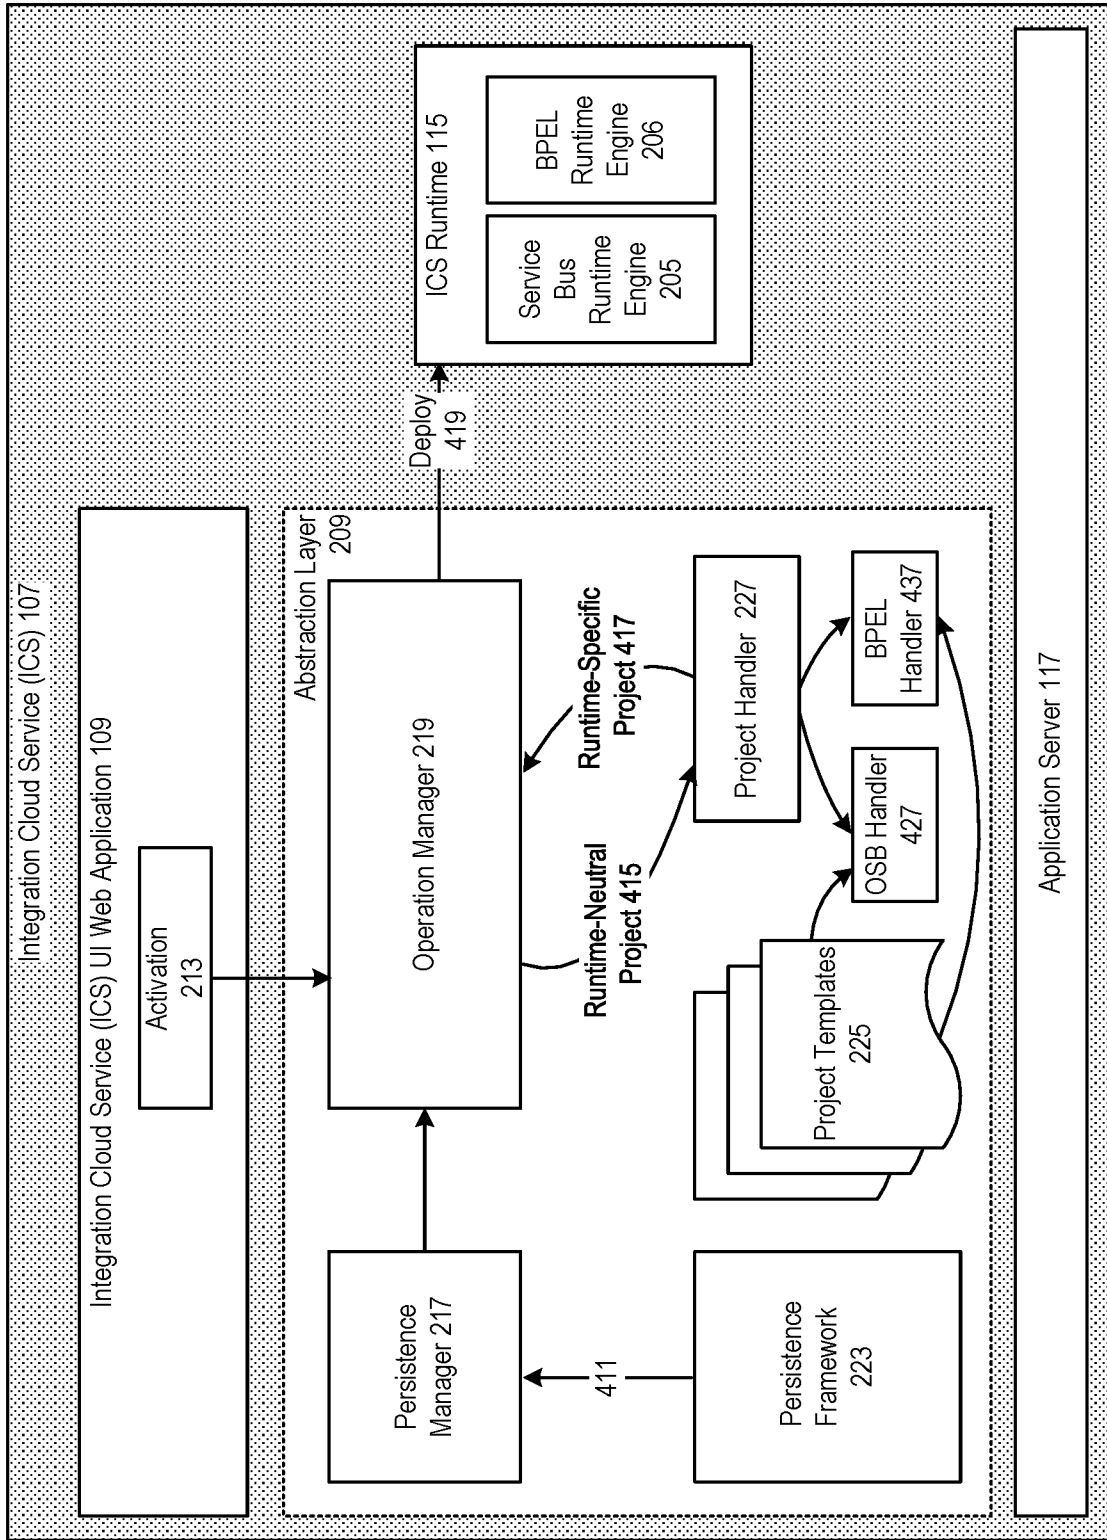 Integration Cloud Service (ICS) 107
Integration Cloud Service (ICS) UI Web Application 109
Activation
213
Abstraction Layer
209
Persistence
Manager 217
Operation Manager 219
Deploy
419
ICS Runtime 115
Service
Bus
Runtime
Engine
205
BPEL
Runtime
Engine
206
411
Runtime-Neutral
Project 415
Runtime-Specific
Project 417
Persistence
Framework
223
Project Templates
225
Project Handler 227
OSB Handler
427
BPEL
Handler 437
Application Server 117